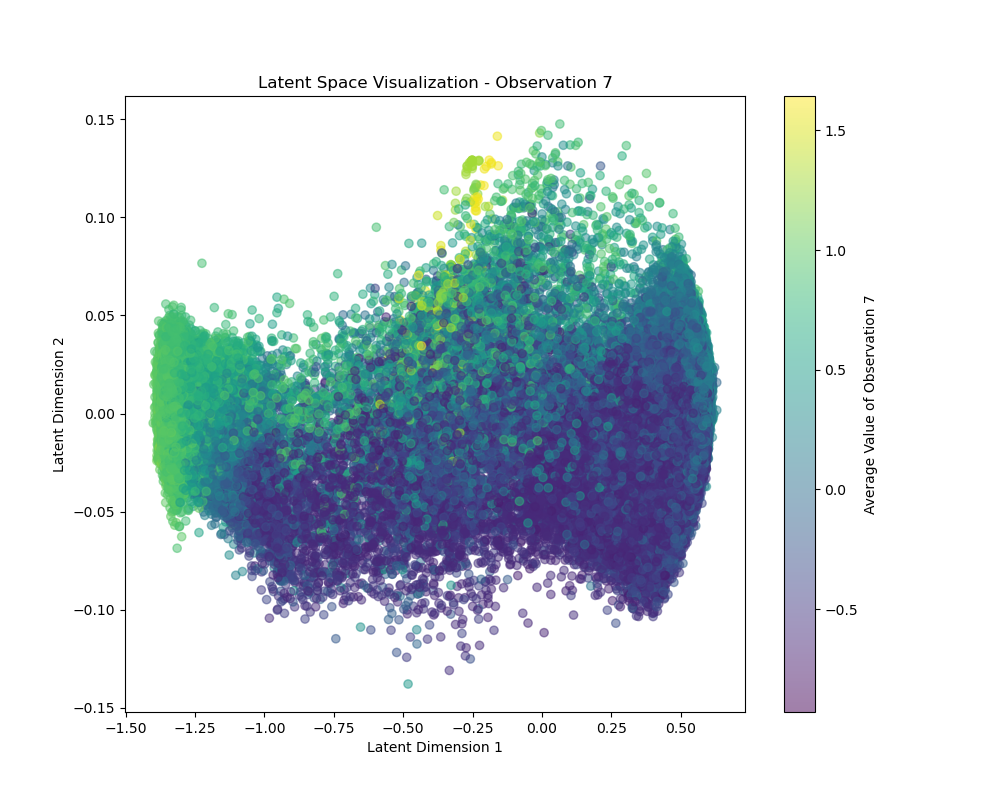 Latent Space Visualization - Observation 7
0.15
0.10
0.05
0.00
−0.05
−0.10
−0.15
Latent Dimension 2
−1.50 −1.25 −1.00 −0.75 −0.50 −0.25 0.00 0.25 0.50
Latent Dimension 1
1.5
1.0
0.5
0.0
−0.5
Average Value of Observation 7